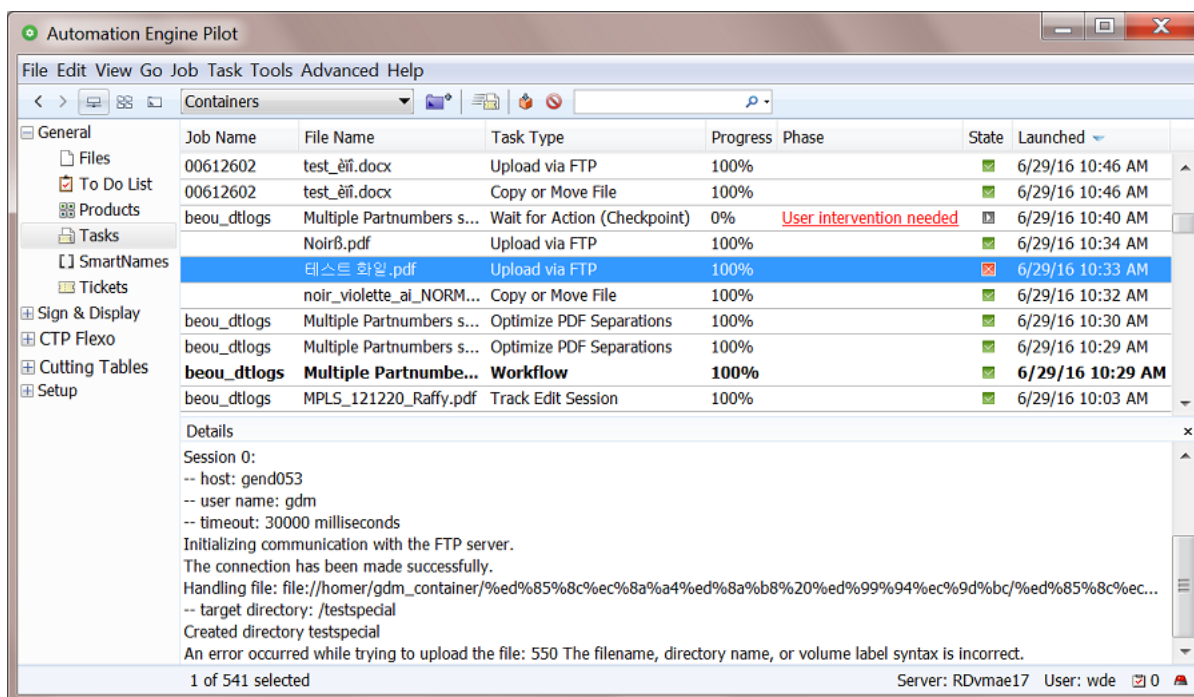 Automation Engine Pilot
File Edit View Go Job Task Tools Advanced Help
Containers
General
Files
To Do List
Products
Tasks
SmartNames
Tickets
Sign & Display
CTP Flexo
Cutting Tables
Setup
Job Name File Name Task Type Progress Phase State Launched
00612602 test_èïî.docx Upload via FTP 100% 6/29/16 10:46 AM
00612602 test_èïî.docx Copy or Move File 100% 6/29/16 10:46 AM
beou_dtlogs Multiple Partnumbers s... Wait for Action (Checkpoint) 0% User intervention needed 6/29/16 10:40 AM
Noirß.pdf Upload via FTP 100% 6/29/16 10:34 AM
테스트 화일.pdf Upload via FTP 100% 6/29/16 10:33 AM
noir_violette_ai_NORM... Copy or Move File 100% 6/29/16 10:32 AM
beou_dtlogs Multiple Partnumbers s... Optimize PDF Separations 100% 6/29/16 10:30 AM
beou_dtlogs Multiple Partnumbers s... Optimize PDF Separations 100% 6/29/16 10:29 AM
beou_dtlogs Multiple Partnumbe... Workflow 100% 6/29/16 10:29 AM
beou_dtlogs MPLS_121220_Raffy.pdf Track Edit Session 100% 6/29/16 10:03 AM
Details
Session 0:
-- host: gend053
-- user name: gdm
-- timeout: 30000 milliseconds
Initializing communication with the FTP server.
The connection has been made successfully.
Handling file: file://homer/gdm_container/%ed%85%8c%ec%8a%a4%ed%8a%b8%20%ed%99%94%ec%9d%bc/%ed%85%8c%ec...
-- target directory: /testspecial
Created directory testspecial
An error occurred while trying to upload the file: 550 The filename, directory name, or volume label syntax is incorrect.
1 of 541 selected Server: RDvmae17 User: wde 0